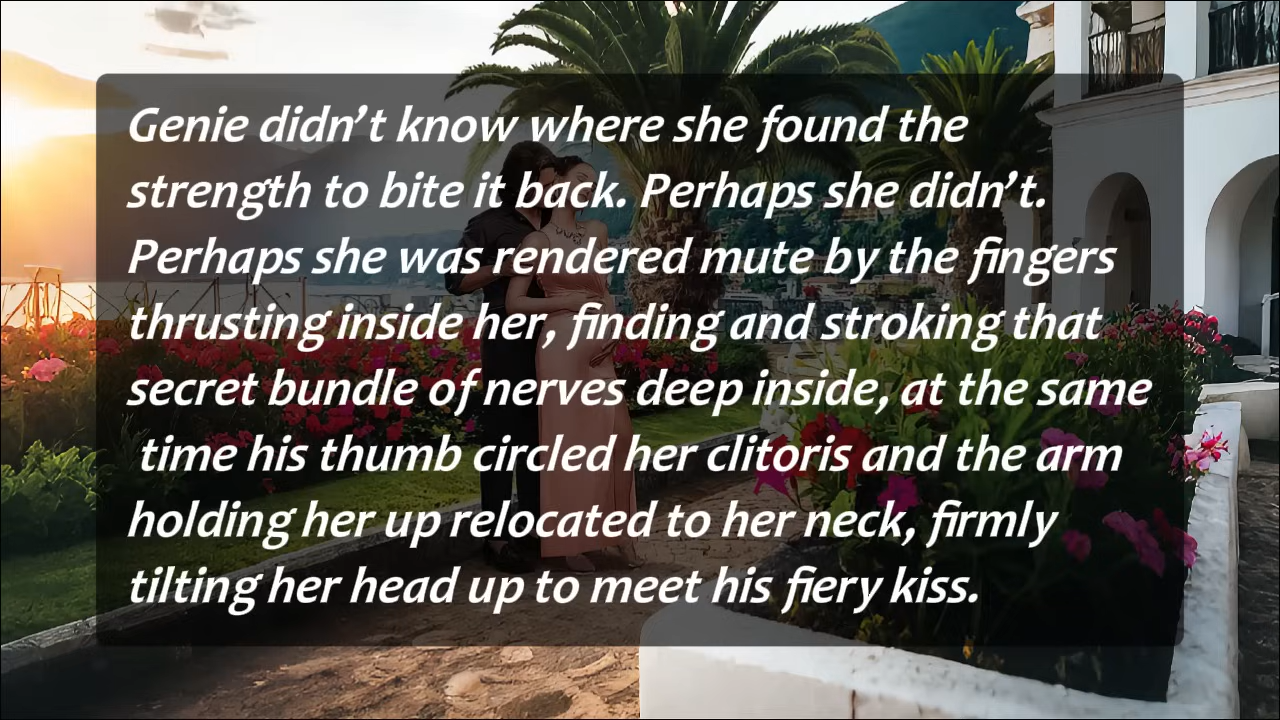 Genie didn’t know where she found the
strength to bite it back. Perhaps she didn’t.
Perhaps she was rendered mute by the fingers
thrusting inside her, finding and stroking that
secret bundle of nerves deep inside, at the same
time his thumb circled her clitoris and the arm
holding her up relocated to her neck, firmly
tilting her head up to meet his fiery kiss.